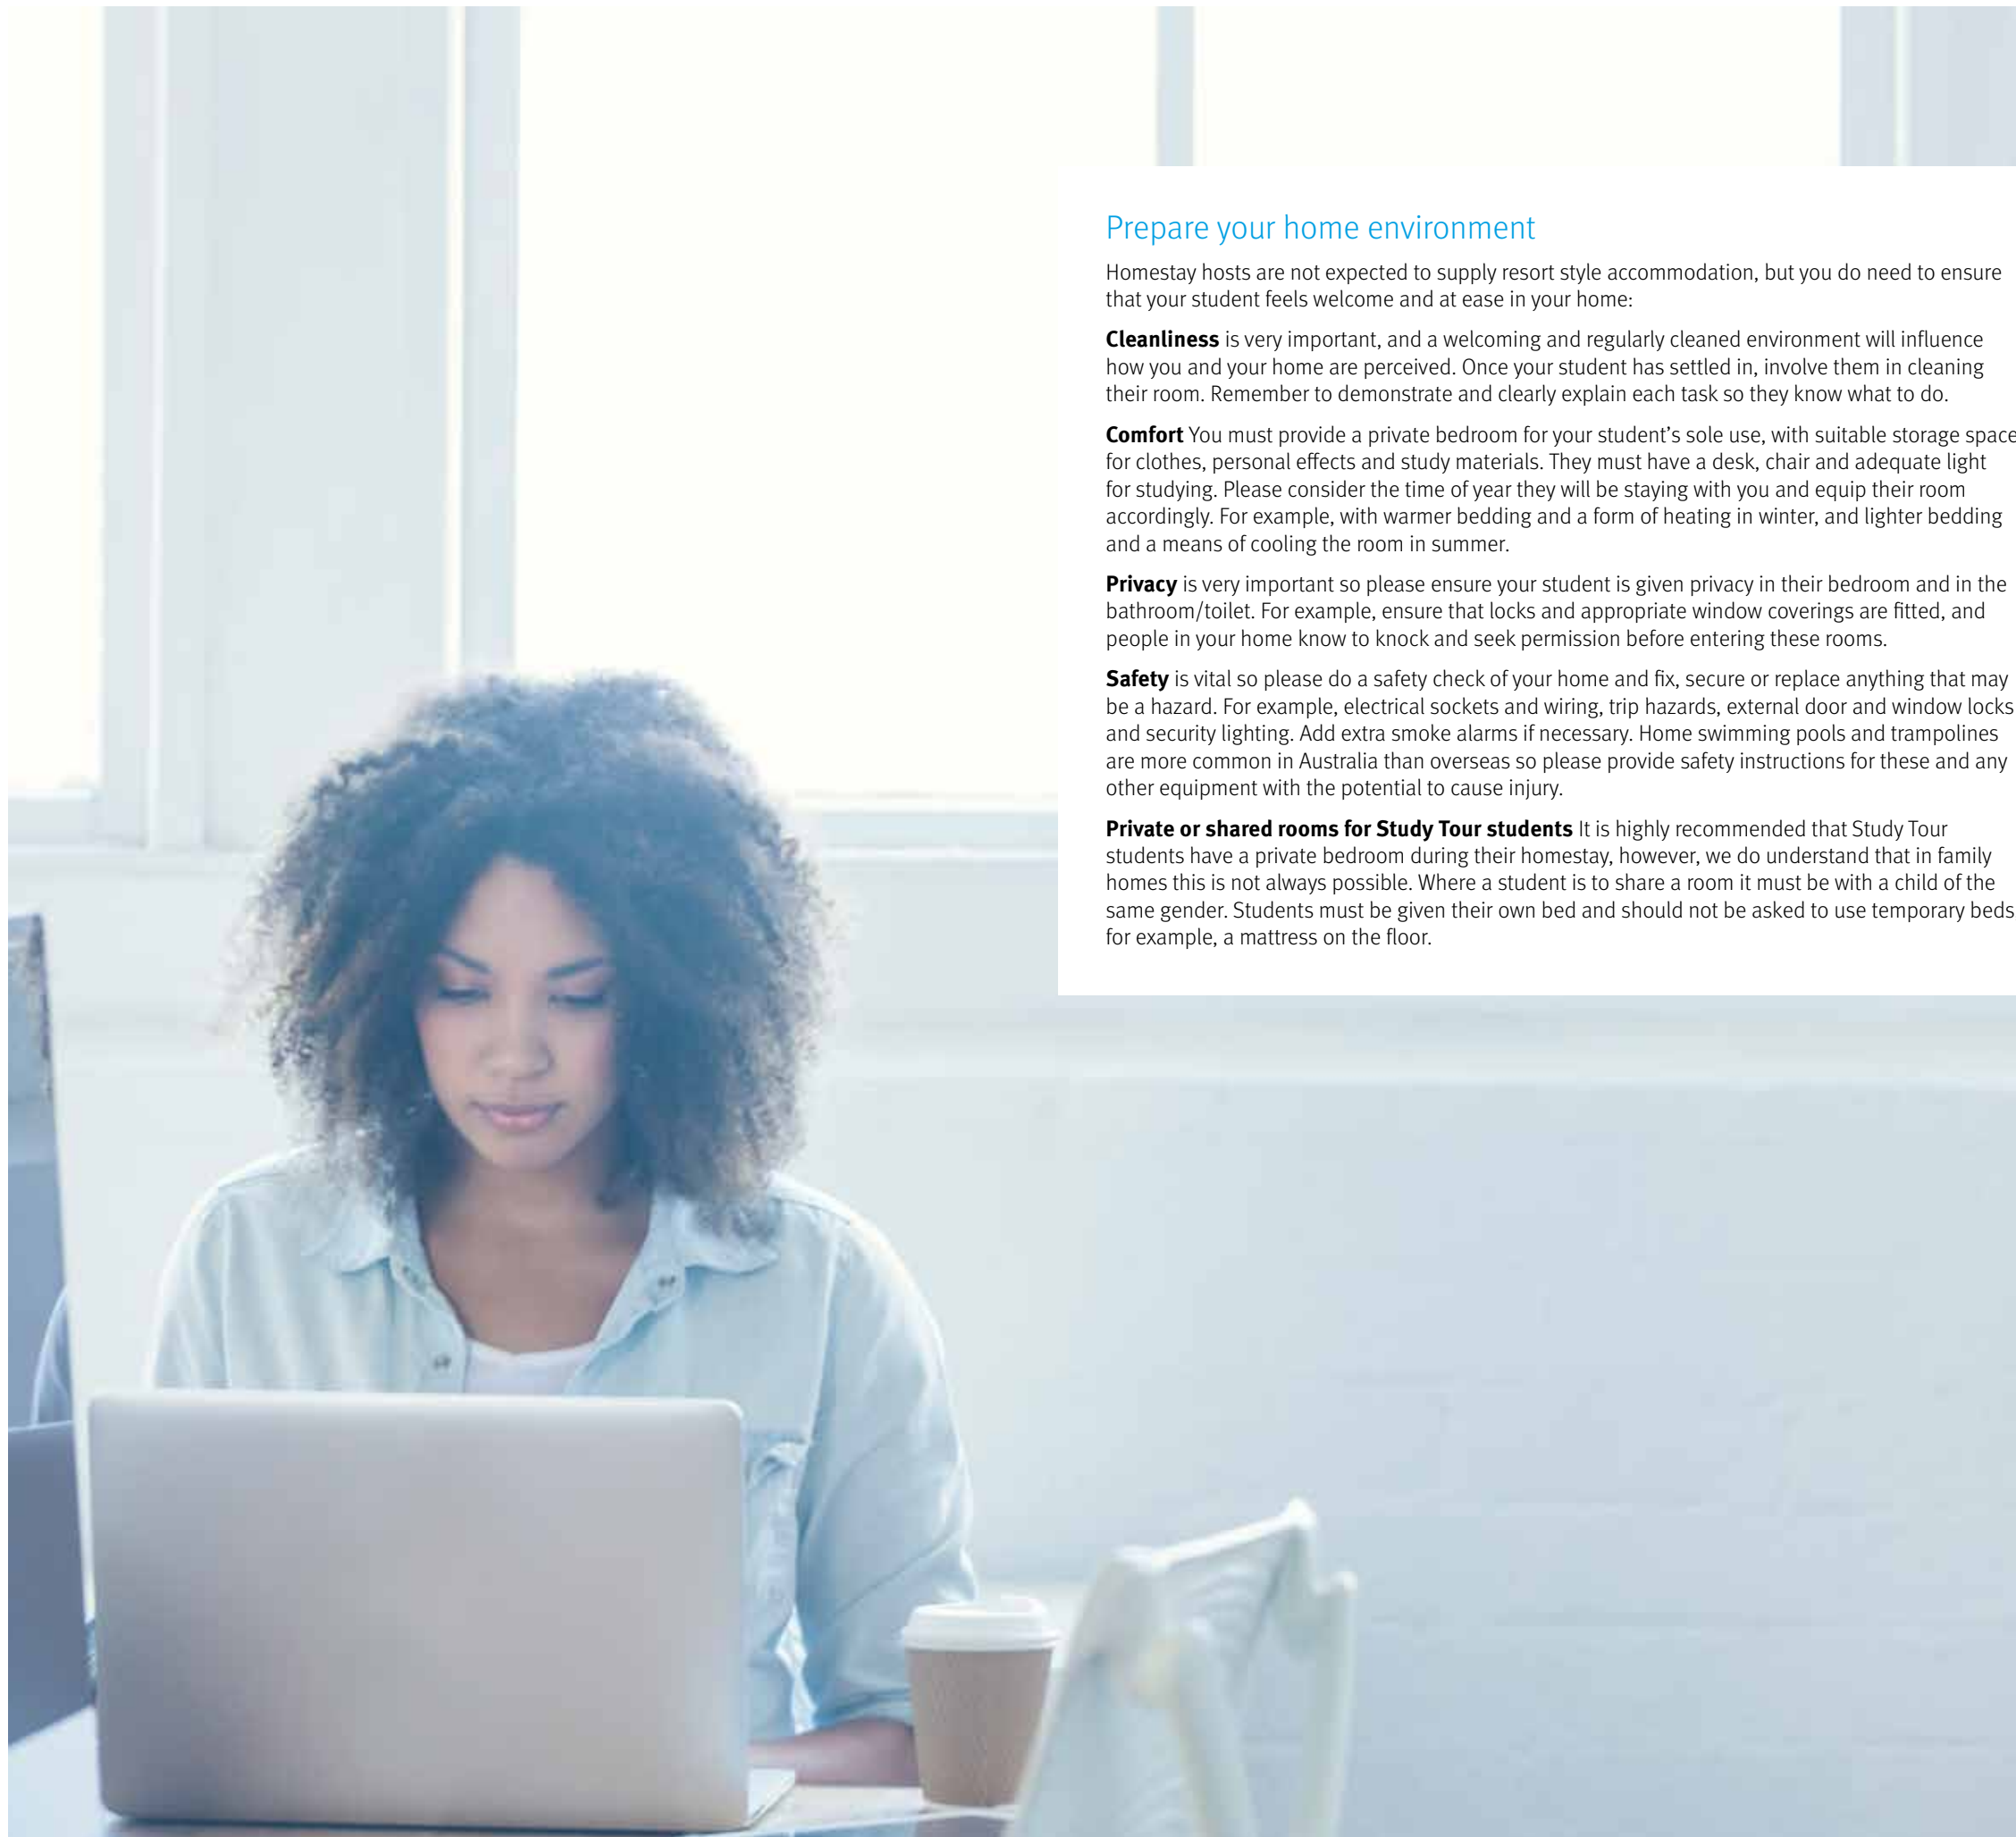 Prepare your home environment
Homestay hosts are not expected to supply resort style accommodation, but you do need to ensure
that your student feels welcome and at ease in your home:
Cleanliness is very important, and a welcoming and regularly cleaned environment will influence
how you and your home are perceived. Once your student has settled in, involve them in cleaning
their room. Remember to demonstrate and clearly explain each task so they know what to do.
Comfort You must provide a private bedroom for your student’s sole use, with suitable storage space
for clothes, personal effects and study materials. They must have a desk, chair and adequate light
for studying. Please consider the time of year they will be staying with you and equip their room
accordingly. For example, with warmer bedding and a form of heating in winter, and lighter bedding
and a means of cooling the room in summer.
Privacy is very important so please ensure your student is given privacy in their bedroom and in the
bathroom/toilet. For example, ensure that locks and appropriate window coverings are fitted, and
people in your home know to knock and seek permission before entering these rooms.
Safety is vital so please do a safety check of your home and fix, secure or replace anything that may
be a hazard. For example, electrical sockets and wiring, trip hazards, external door and window locks
and security lighting. Add extra smoke alarms if necessary. Home swimming pools and trampolines
are more common in Australia than overseas so please provide safety instructions for these and any
other equipment with the potential to cause injury.
Private or shared rooms for Study Tour students It is highly recommended that Study Tour
students have a private bedroom during their homestay, however, we do understand that in family
homes this is not always possible. Where a student is to share a room it must be with a child of the
same gender. Students must be given their own bed and should not be asked to use temporary beds
for example, a mattress on the floor.